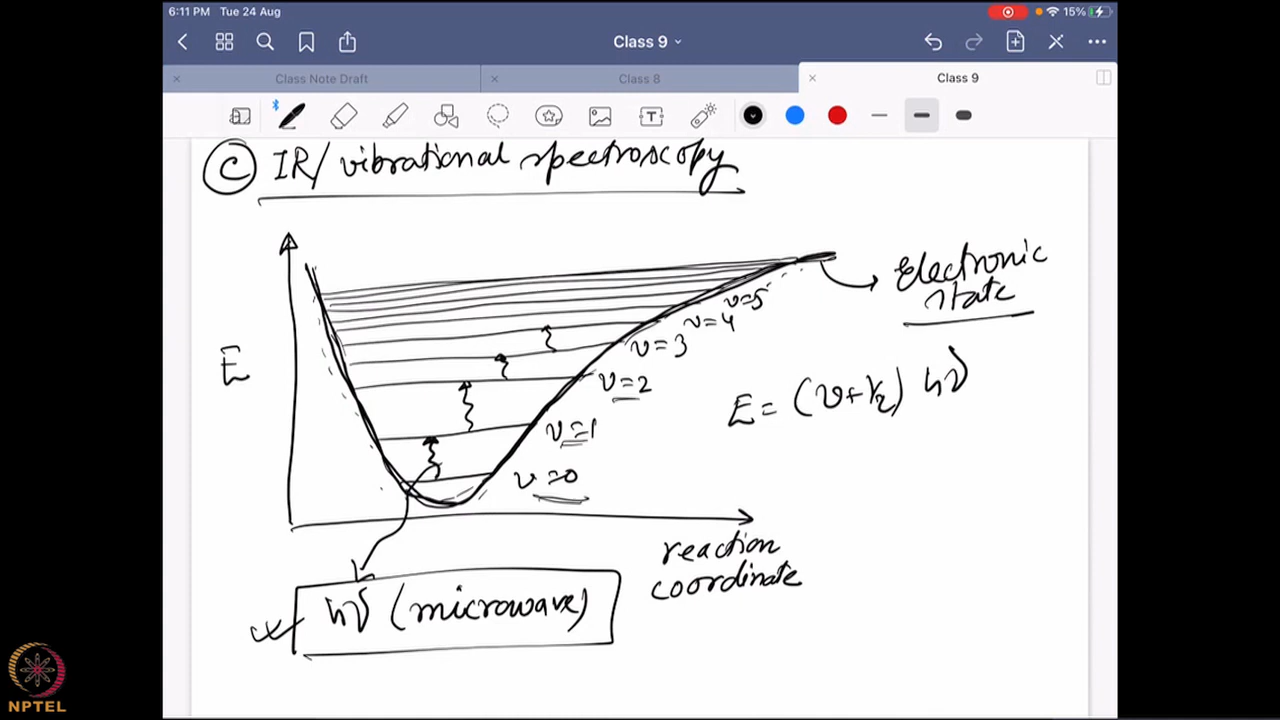 6:11 PM Tue 24 Aug
15%
Class 9
Class Note Draft
Class 8
Class 9
T
C IR/vibrational spectroscopy
E
Electronic
state
v=5
v=4
v=3
v=2
v=1
v=0
E = (v+1/2) hν
reaction
coordinate
hν (microwave)
NPTEL